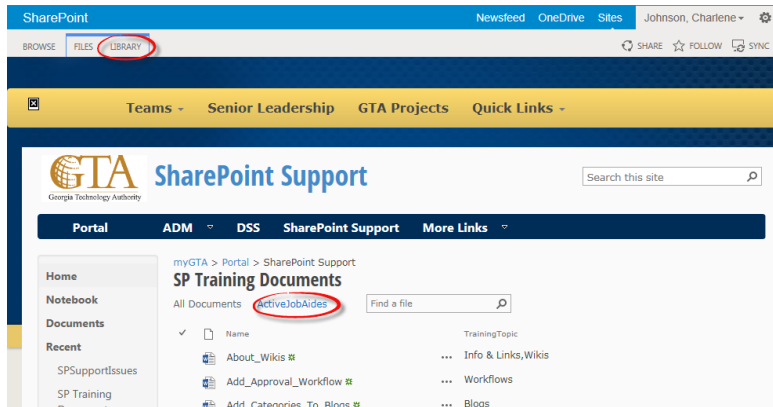 SharePoint Newsfeed OneDrive Sites Johnson, Charlene
BROWSE FILES LIBRARY SHARE FOLLOW SYNC
Teams Senior Leadership GTA Projects Quick Links
GTA
Georgia Technology Authority
SharePoint Support
Search this site
Portal ADM DSS SharePoint Support More Links
myGTA > Portal > SharePoint Support
Home
SP Training Documents
Notebook
All Documents ActiveJobAides Find a file
Documents
Name TrainingTopic
Recent
About_Wikis ... Info & Links,Wikis
SPSupportIssues
Add_Approval_Workflow ... Workflows
SP Training
Add_Categories_To_Blogs ... Blogs